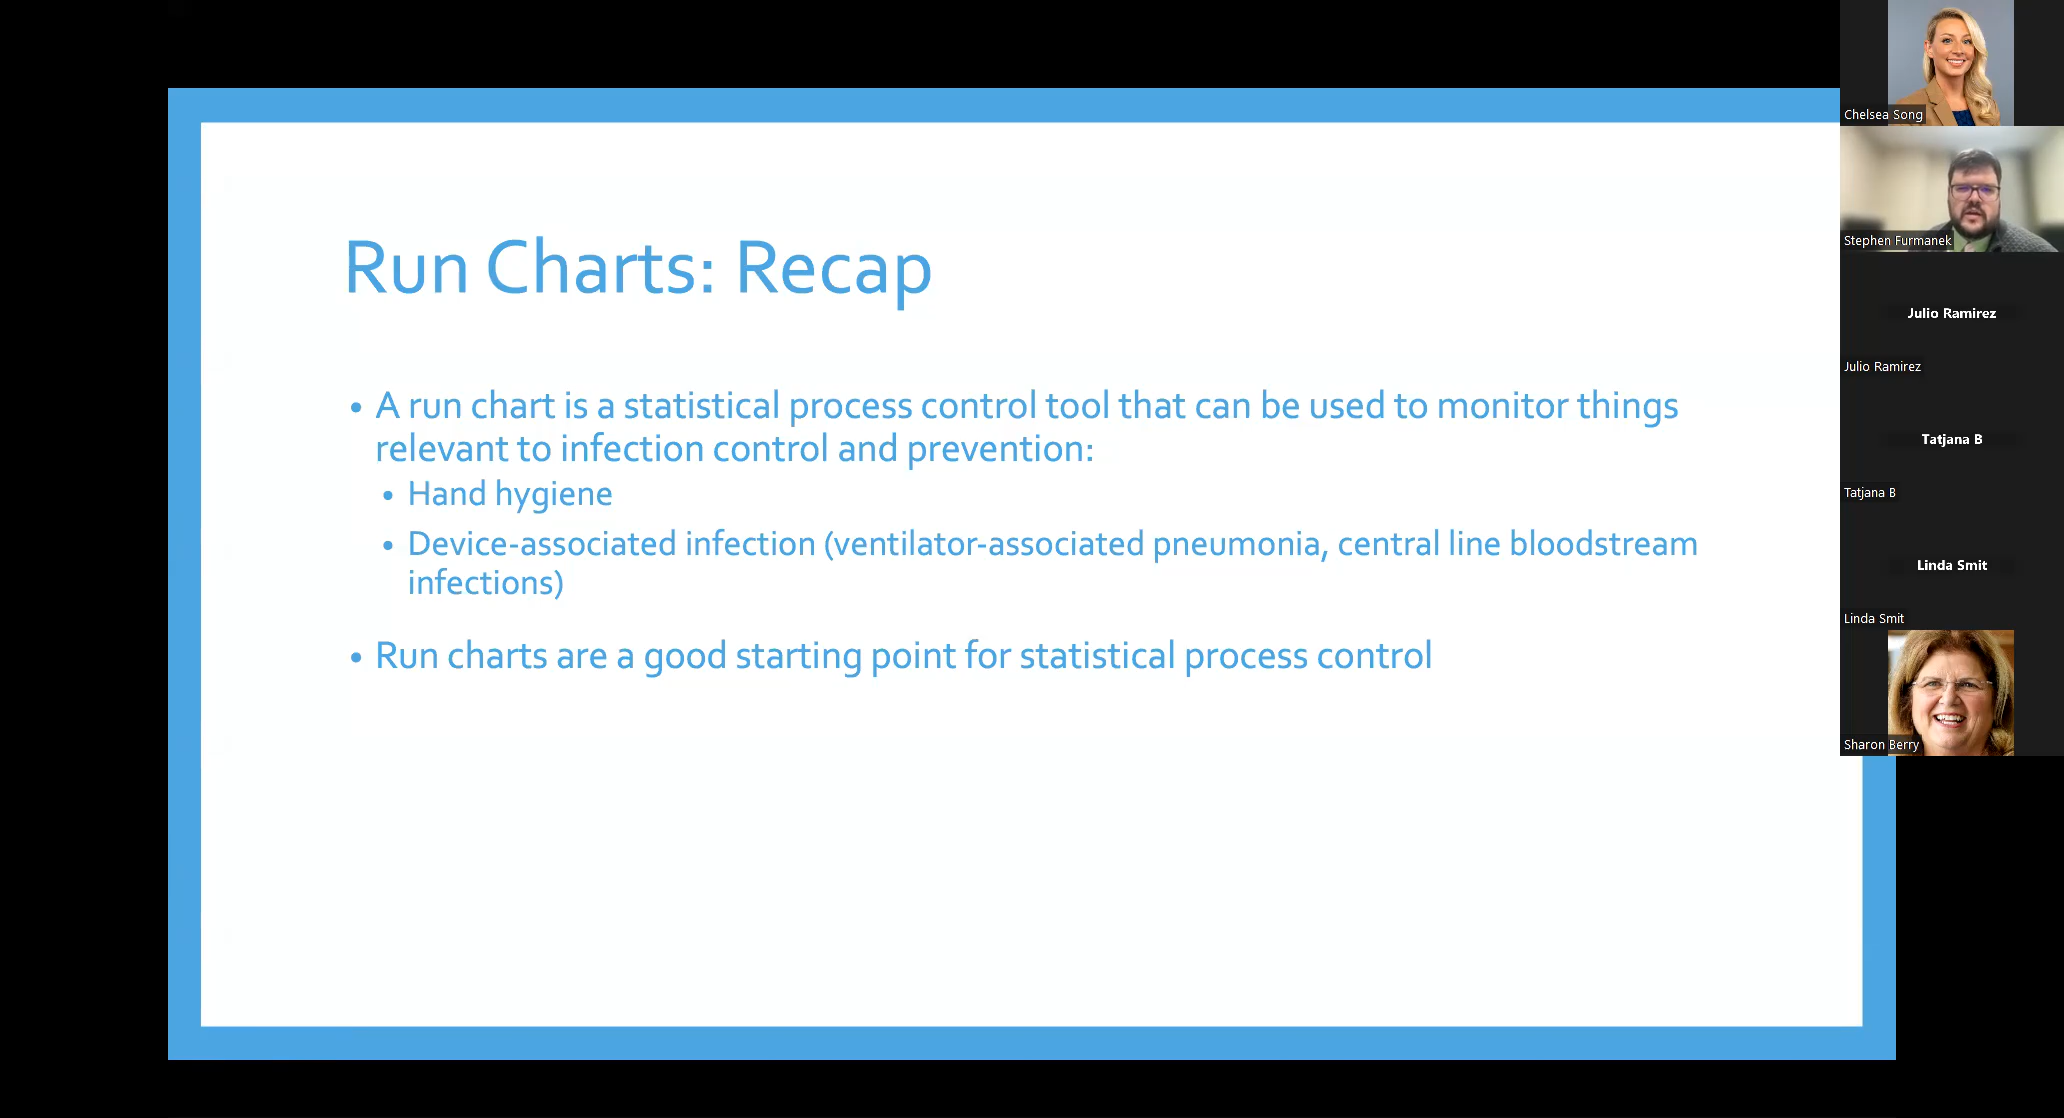 Run Charts: Recap
• A run chart is a statistical process control tool that can be used to monitor things
relevant to infection control and prevention:
• Hand hygiene
• Device-associated infection (ventilator-associated pneumonia, central line bloodstream
infections)
• Run charts are a good starting point for statistical process control
Chelsea Song
Stephen Furmanek
Julio Ramirez
Julio Ramirez
Tatjana B
Tatjana B
Linda Smit
Linda Smit
Sharon Berry